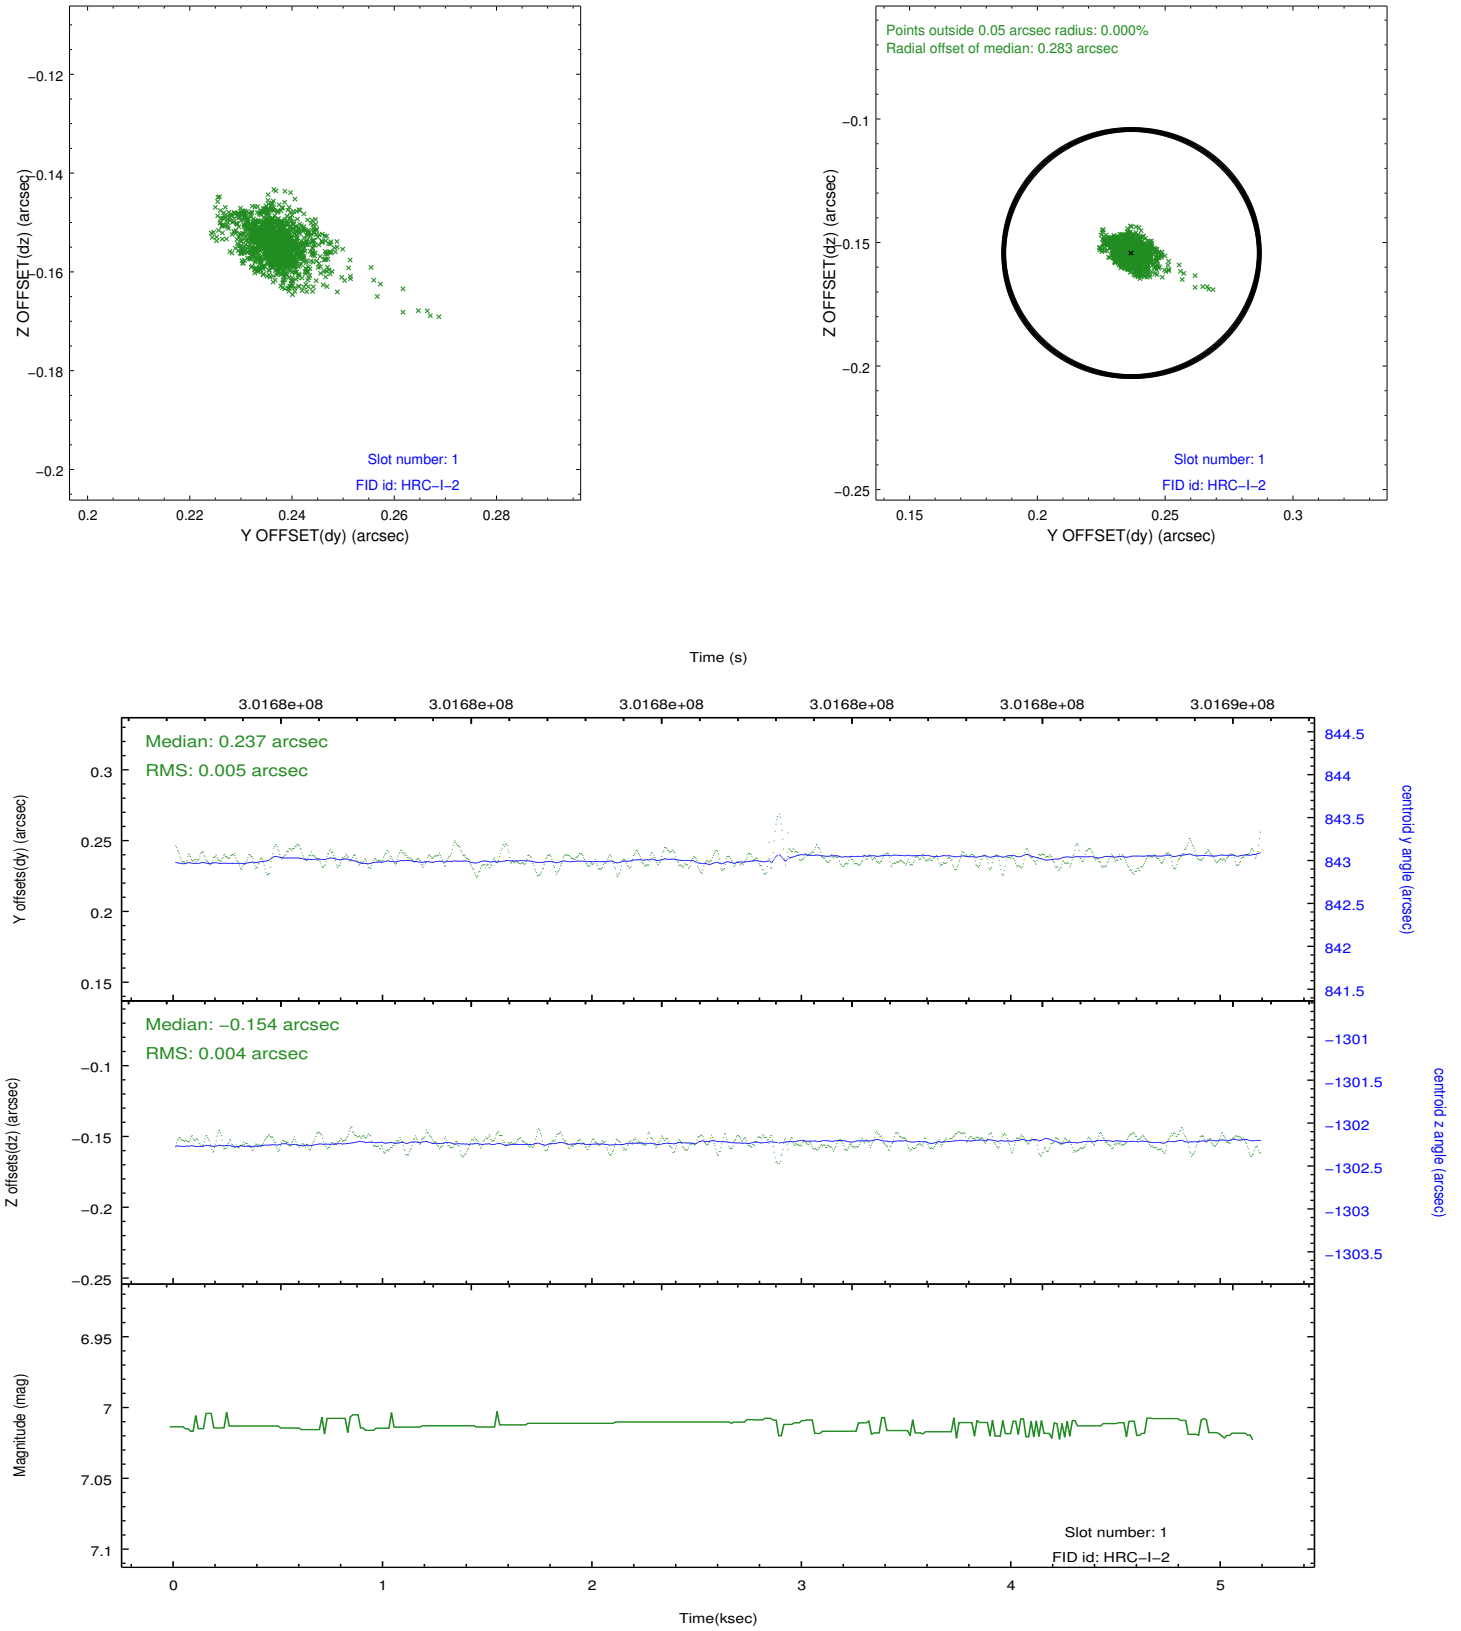 −0.12
−0.14
−0.16
−0.18
−0.2
Z OFFSET(dz) (arcsec)
Slot number: 1
FID id: HRC−I−2
0.2
0.22
0.24
0.26
0.28
Y OFFSET(dy) (arcsec)
Points outside 0.05 arcsec radius: 0.000%
Radial offset of median: 0.283 arcsec
−0.1
−0.15
−0.2
−0.25
Z OFFSET(dz) (arcsec)
Slot number: 1
FID id: HRC−I−2
0.15
0.2
0.25
0.3
Y OFFSET(dy) (arcsec)
Time (s)
3.0168e+08
3.0168e+08
3.0168e+08
3.0168e+08
3.0168e+08
3.0169e+08
Median: 0.237 arcsec
RMS: 0.005 arcsec
0.3
0.25
0.2
0.15
Y offsets(dy) (arcsec)
844.5
844
843.5
843
842.5
842
841.5
centroid y angle (arcsec)
Median: −0.154 arcsec
RMS: 0.004 arcsec
−0.1
−0.15
−0.2
−0.25
Z offsets(dz) (arcsec)
−1301
−1301.5
−1302
−1302.5
−1303
−1303.5
centroid z angle (arcsec)
6.95
7
7.05
7.1
Magnitude (mag)
Slot number: 1
FID id: HRC−I−2
0
1
2
3
4
5
Time(ksec)